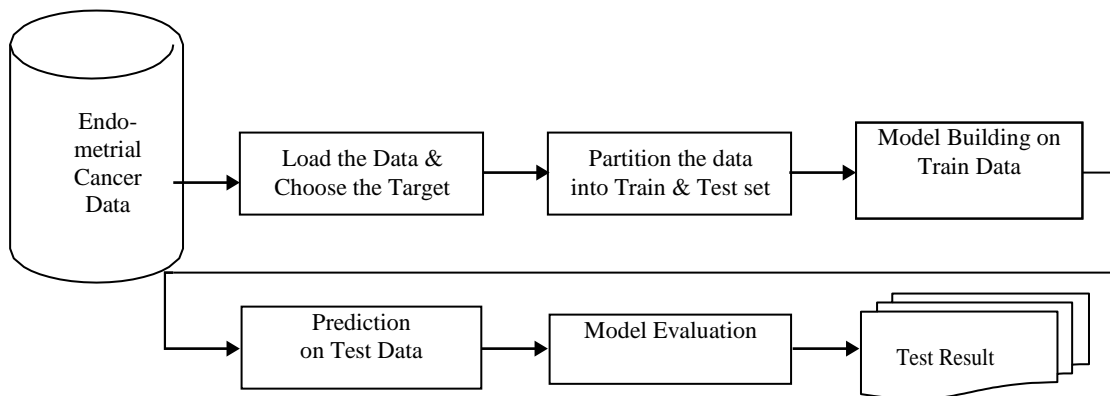 Endo-
metrial
Cancer
Data
Load the Data &
Choose the Target
Partition the data
into Train & Test set
Model Building on
Train Data
Prediction
on Test Data
Model Evaluation
Test Result